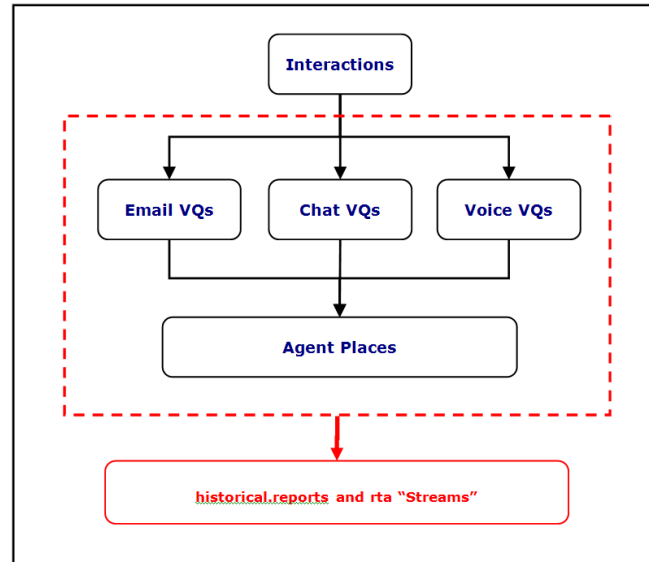 Interactions
Email VQs
Chat VQs
Voice VQs
Agent Places
historical.reports and rta “Streams”